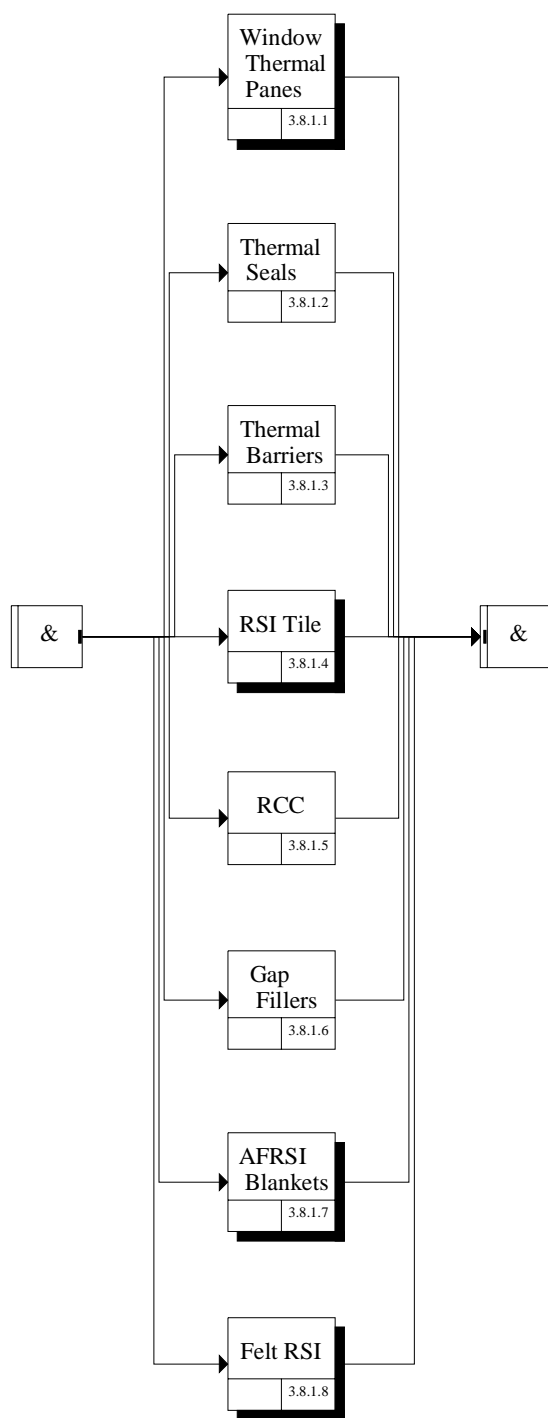 Window
Thermal
Panes
3.8.1.1
Thermal
Seals
3.8.1.2
Thermal
Barriers
3.8.1.3
&
RSI Tile
&
3.8.1.4
RCC
3.8.1.5
Gap
Fillers
3.8.1.6
AFRSI
Blankets
3.8.1.7
Felt RSI
3.8.1.8